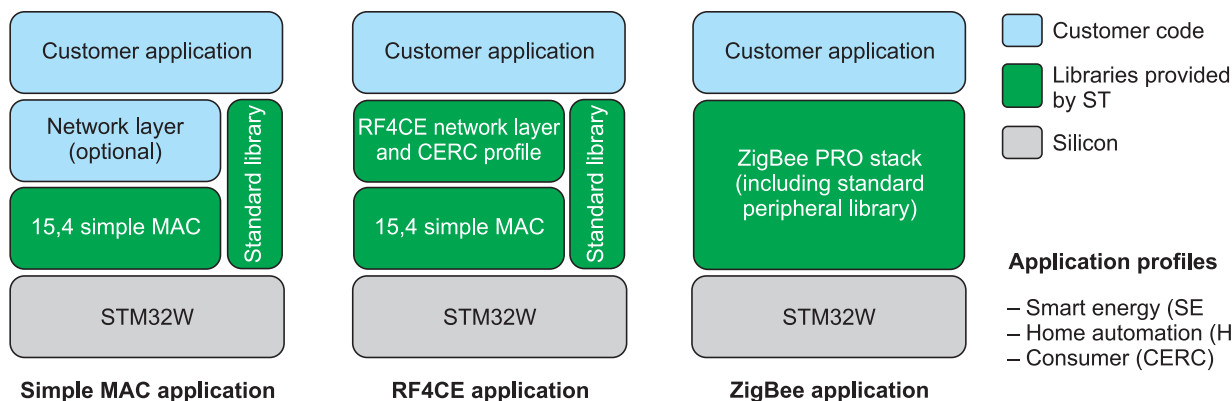 Customer application
Network layer
(optional)
Standard library
15,4 simple MAC
STM32W
Simple MAC application
Customer application
RF4CE network layer
and CERC profile
Standard library
15,4 simple MAC
STM32W
RF4CE application
Customer application
ZigBee PRO stack
(including standard
peripheral library)
STM32W
ZigBee application
Customer code
Libraries provided
by ST
Silicon
Application profiles
– Smart energy (SE
– Home automation (H
– Consumer (CERC)